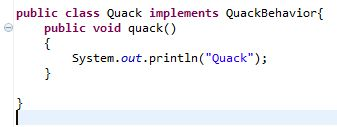 public class Quack implements QuackBehavior{
public void quack()
{
System.out.println("Quack");
}
}